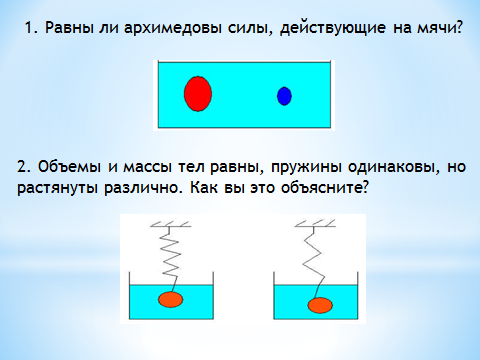 1. Равны ли архимедовы силы, действующие на мячи?
2. Объемы и массы тел равны, пружины одинаковы, но
растянуты различно. Как вы это объясните?